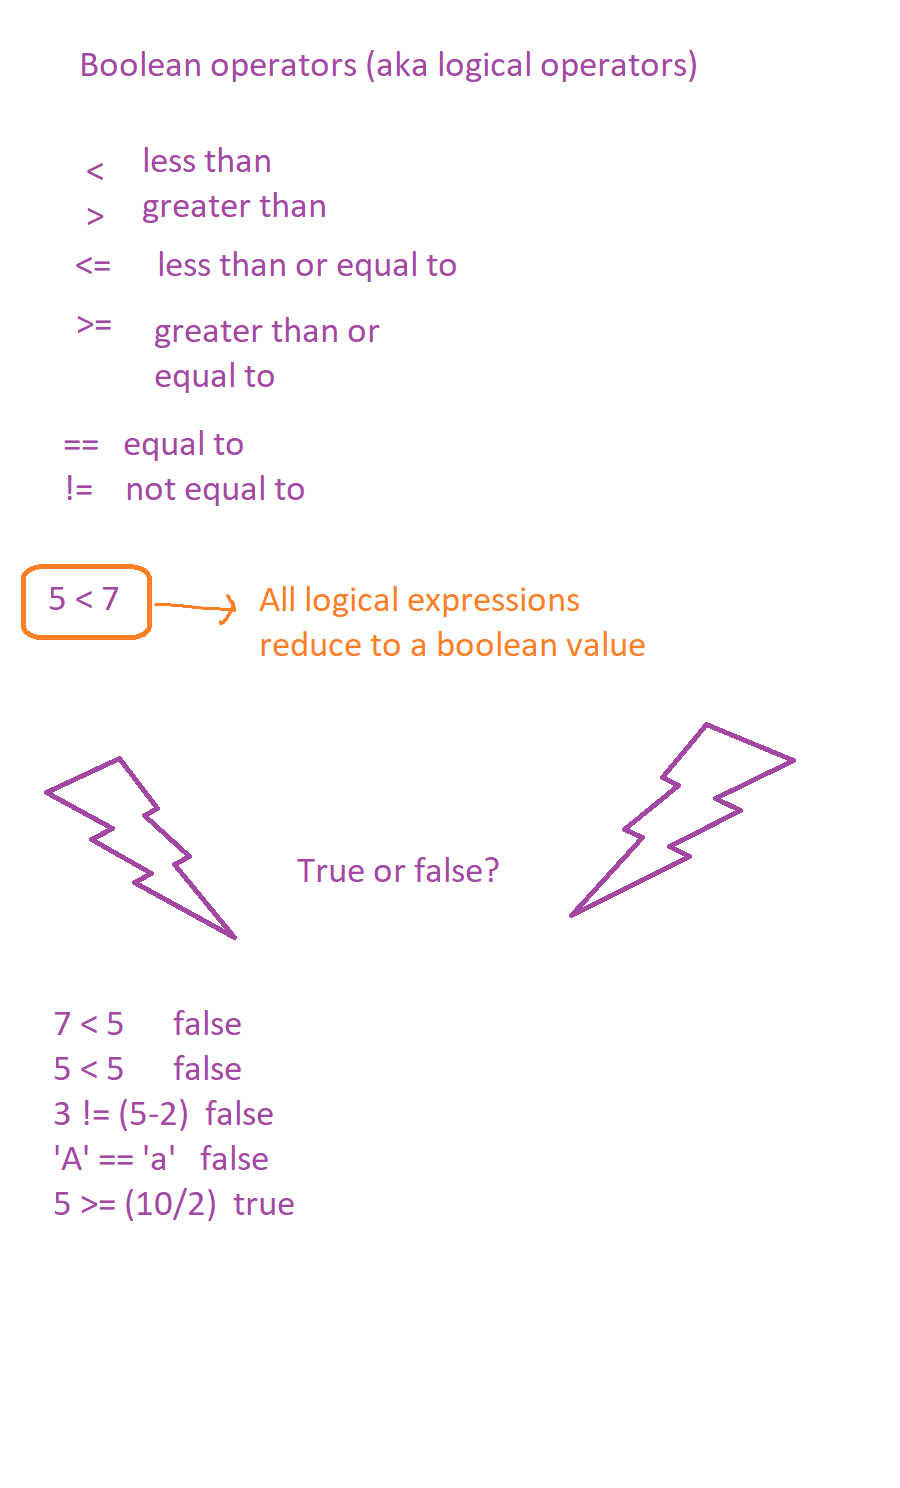 Boolean operators (aka logical operators)
< less than
> greater than
<= less than or equal to
>= greater than or
equal to
== equal to
!= not equal to
5 < 7 All logical expressions
reduce to a boolean value
True or false?
7 < 5 false
5 < 5 false
3 != (5-2) false
'A' == 'a' false
5 >= (10/2) true